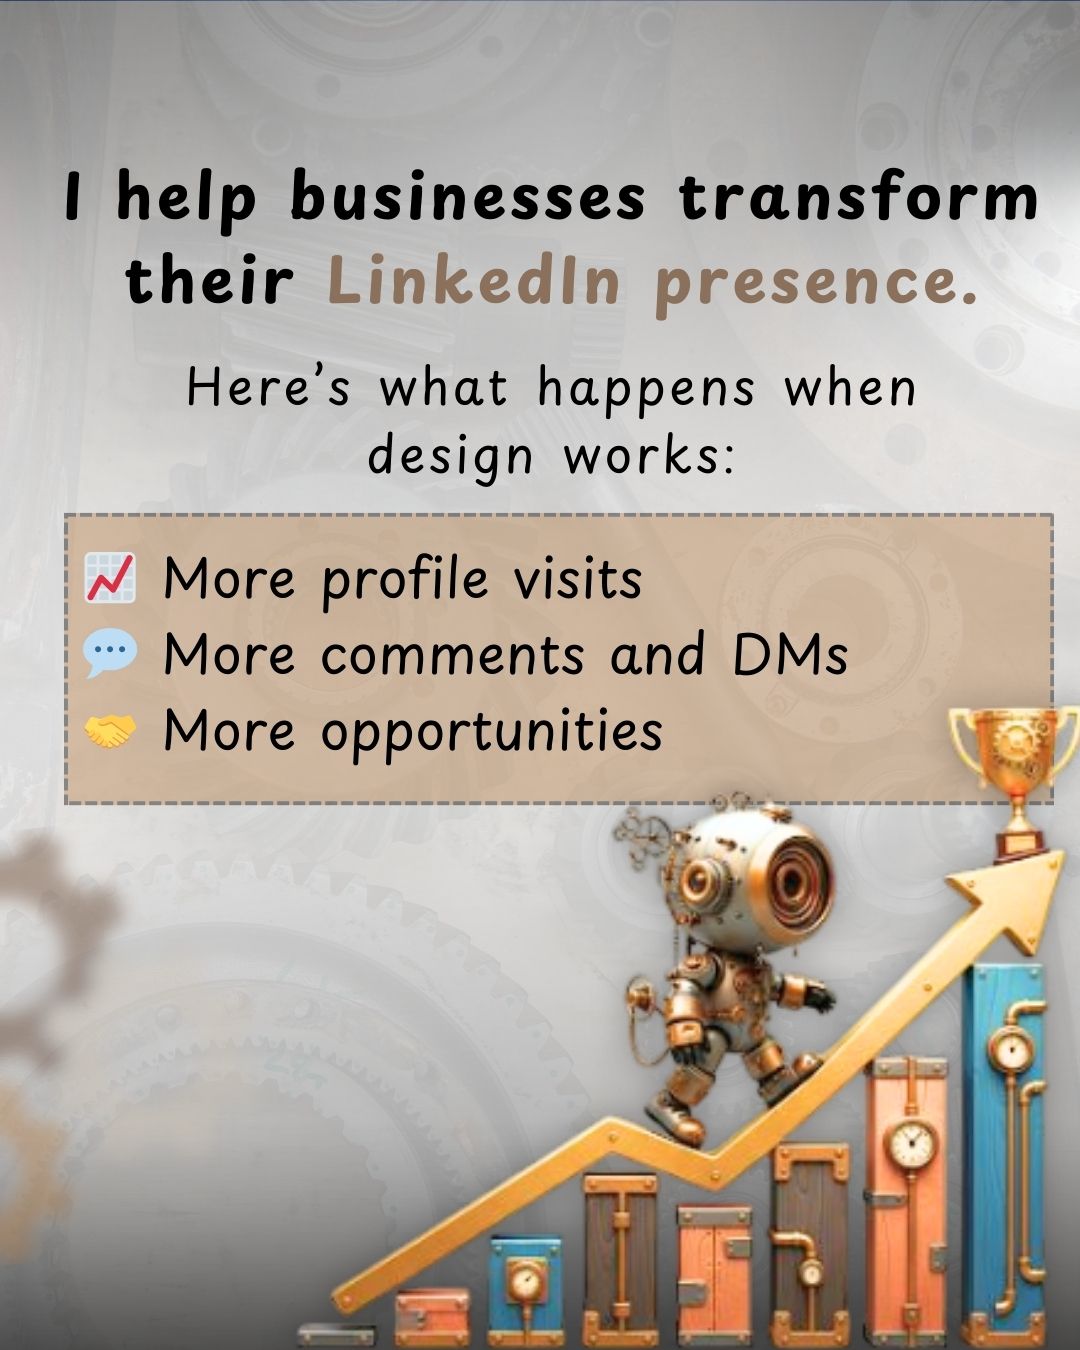 I help businesses transform
their LinkedIn presence.
Here’s what happens when
design works:
📈 More profile visits
💬 More comments and DMs
🤝 More opportunities